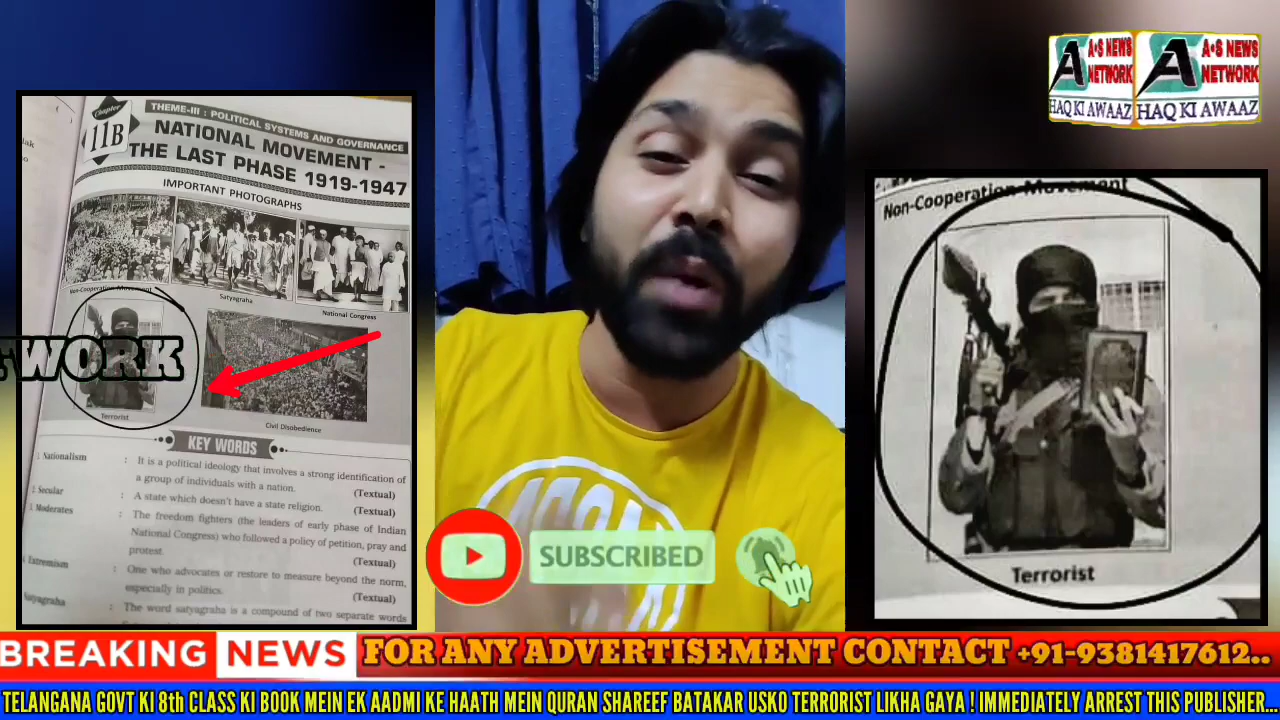 Chapter
11B
THEME-III : POLITICAL SYSTEMS AND GOVERNANCE
NATIONAL MOVEMENT -
THE LAST PHASE 1919-1947
IMPORTANT PHOTOGRAPHS
Non-Cooperation Movement
Satyagraha
National Congress
WORK
Terrorist
Civil Disobedience
KEY WORDS
1. Nationalism : It is a political ideology that involves a strong identification of
a group of individuals with a nation. (Textual)
2. Secular : A state which doesn't have a state religion. (Textual)
3. Moderates : The freedom fighters (the leaders of early phase of Indian
National Congress) who followed a policy of petition, pray and
protest. (Textual)
4. Extremism : One who advocates or restore to measure beyond the norm,
especially in politics. (Textual)
Satyagraha : The word satyagraha is a compound of two separate words
SUBSCRIBED
A•S NEWS
NETWORK
HAQ KI AWAAZ
A•S NEWS
NETWORK
HAQ KI AWAAZ
Non-Cooperation Movement
Terrorist
BREAKING NEWS FOR ANY ADVERTISEMENT CONTACT +91-9381417612..
TELANGANA GOVT KI 8th CLASS KI BOOK MEIN EK AADMI KE HAATH MEIN QURAN SHAREEF BATAKAR USKO TERRORIST LIKHA GAYA ! IMMEDIATELY ARREST THIS PUBLISHER...